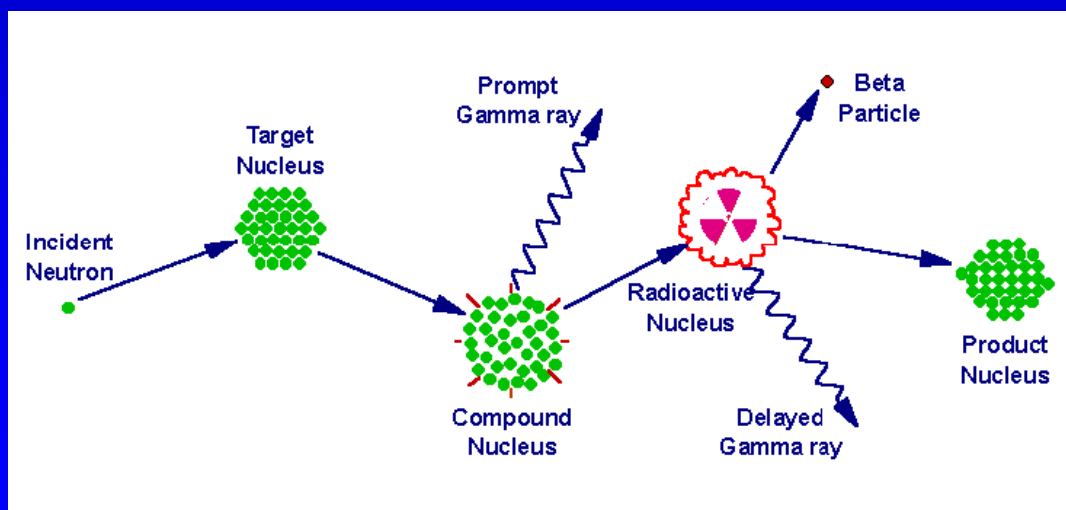 Incident
Neutron
Target
Nucleus
Prompt
Gamma ray
Compound
Nucleus
Radioactive
Nucleus
Beta
Particle
Delayed
Gamma ray
Product
Nucleus